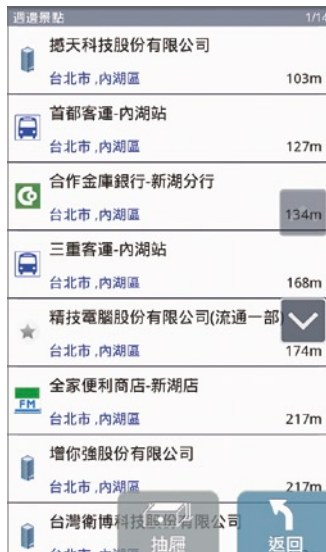 週邊景點 1/14
撼天科技股份有限公司
台北市 ,內湖區 103m
首都客運-內湖站
台北市 ,內湖區 127m
合作金庫銀行-新湖分行
台北市 ,內湖區 134m
三重客運-內湖站
台北市 ,內湖區 168m
精技電腦股份有限公司(流通一部)
台北市 ,內湖區 174m
全家便利商店-新湖店
FM
台北市 ,內湖區 217m
增你強股份有限公司
台北市 ,內湖區 217m
台灣衛博科技股份有限公司
抽屜 返回